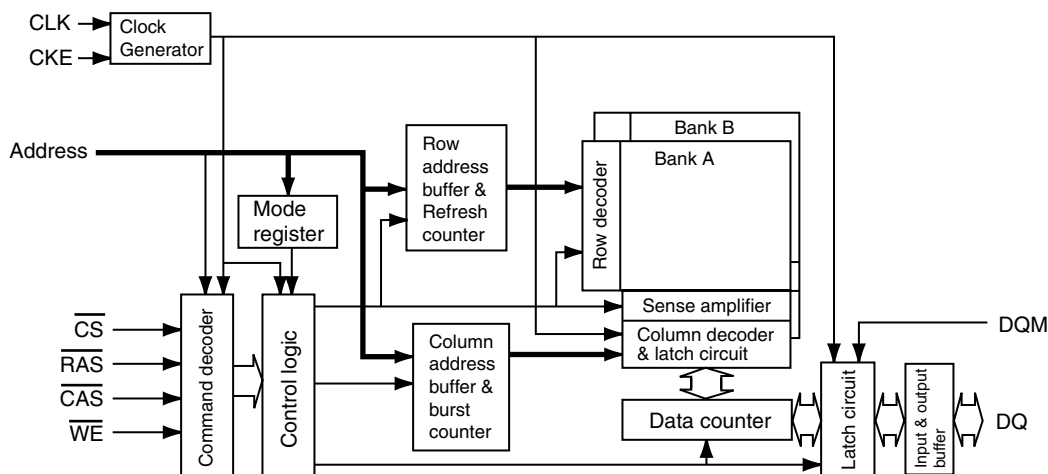 CLK
CKE
Clock
Generator
Address
Row
address
buffer &
Refresh
counter
Bank B
Bank A
Row decoder
Mode
register
Sense amplifier
Column decoder
& latch circuit
CS
RAS
CAS
WE
Command decoder
Control logic
Column
address
buffer &
burst
counter
Data counter
Latch circuit
Input & output
buffer
DQM
DQ